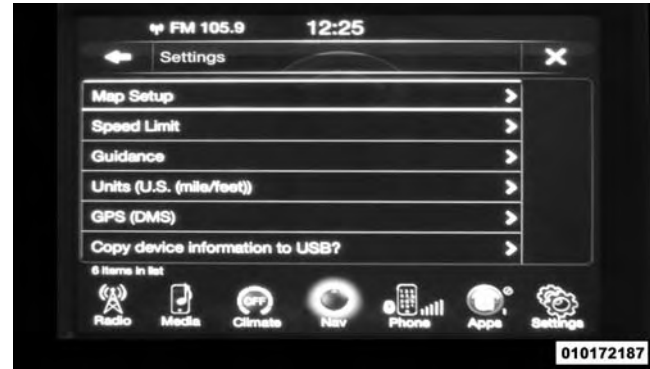 FM 105.9 12:25
Settings
Map Setup
Speed Limit
Guidance
Units (U.S. (mile/feet))
GPS (DMS)
Copy device information to USB?
6 Items in list
OFF
Radio Media Climate Nav Phone Apps Settings
010172187